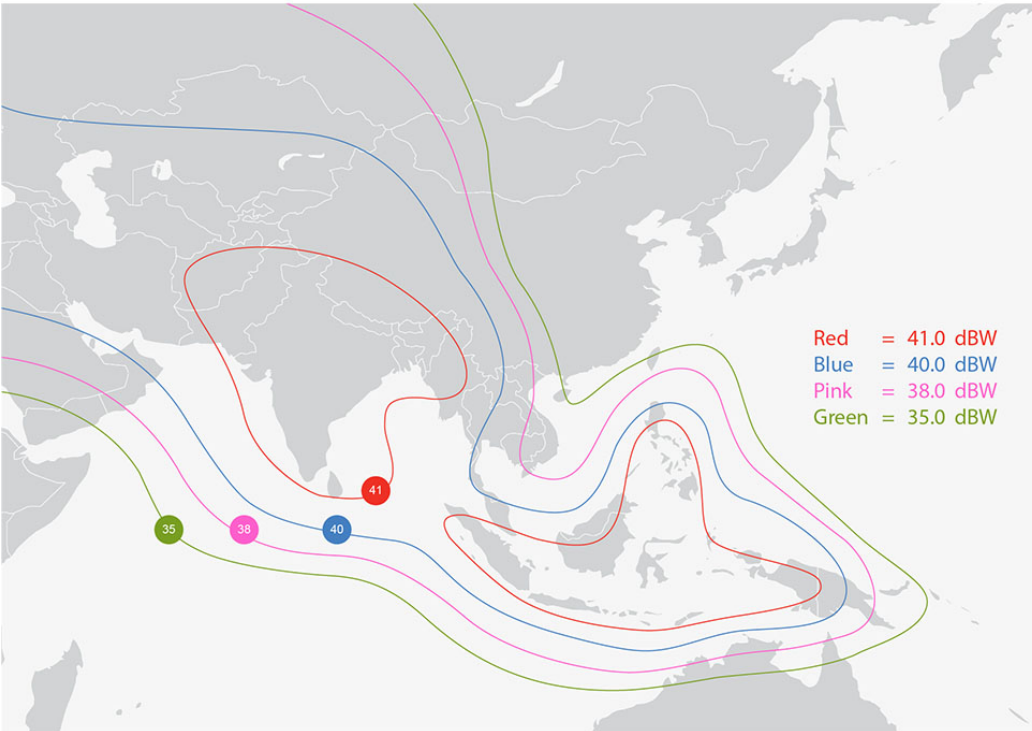 Red = 41.0 dBW
Blue = 40.0 dBW
Pink = 38.0 dBW
Green = 35.0 dBW
41
35
38
40